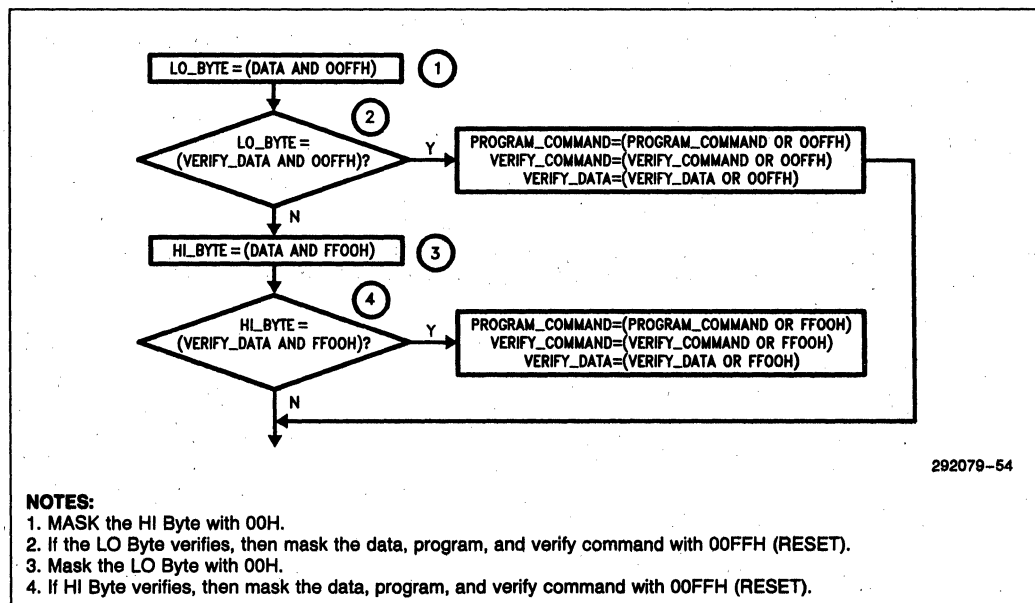 LO_BYTE=(DATA AND 00FFH)
1
2
LO_BYTE=
(VERIFY_DATA AND 00FFH)?
Y
PROGRAM_COMMAND=(PROGRAM_COMMAND OR 00FFH)
VERIFY_COMMAND=(VERIFY_COMMAND OR 00FFH)
VERIFY_DATA=(VERIFY_DATA OR 00FFH)
N
HI_BYTE=(DATA AND FF00H)
3
4
HI_BYTE=
(VERIFY_DATA AND FF00H)?
Y
PROGRAM_COMMAND=(PROGRAM_COMMAND OR FF00H)
VERIFY_COMMAND=(VERIFY_COMMAND OR FF00H)
VERIFY_DATA=(VERIFY_DATA OR FF00H)
N
292079-54
NOTES:
1. MASK the HI Byte with 00H.
2. If the LO Byte verifies, then mask the data, program, and verify command with 00FFH (RESET).
3. Mask the LO Byte with 00H.
4. If HI Byte verifies, then mask the data, program, and verify command with 00FFH (RESET).